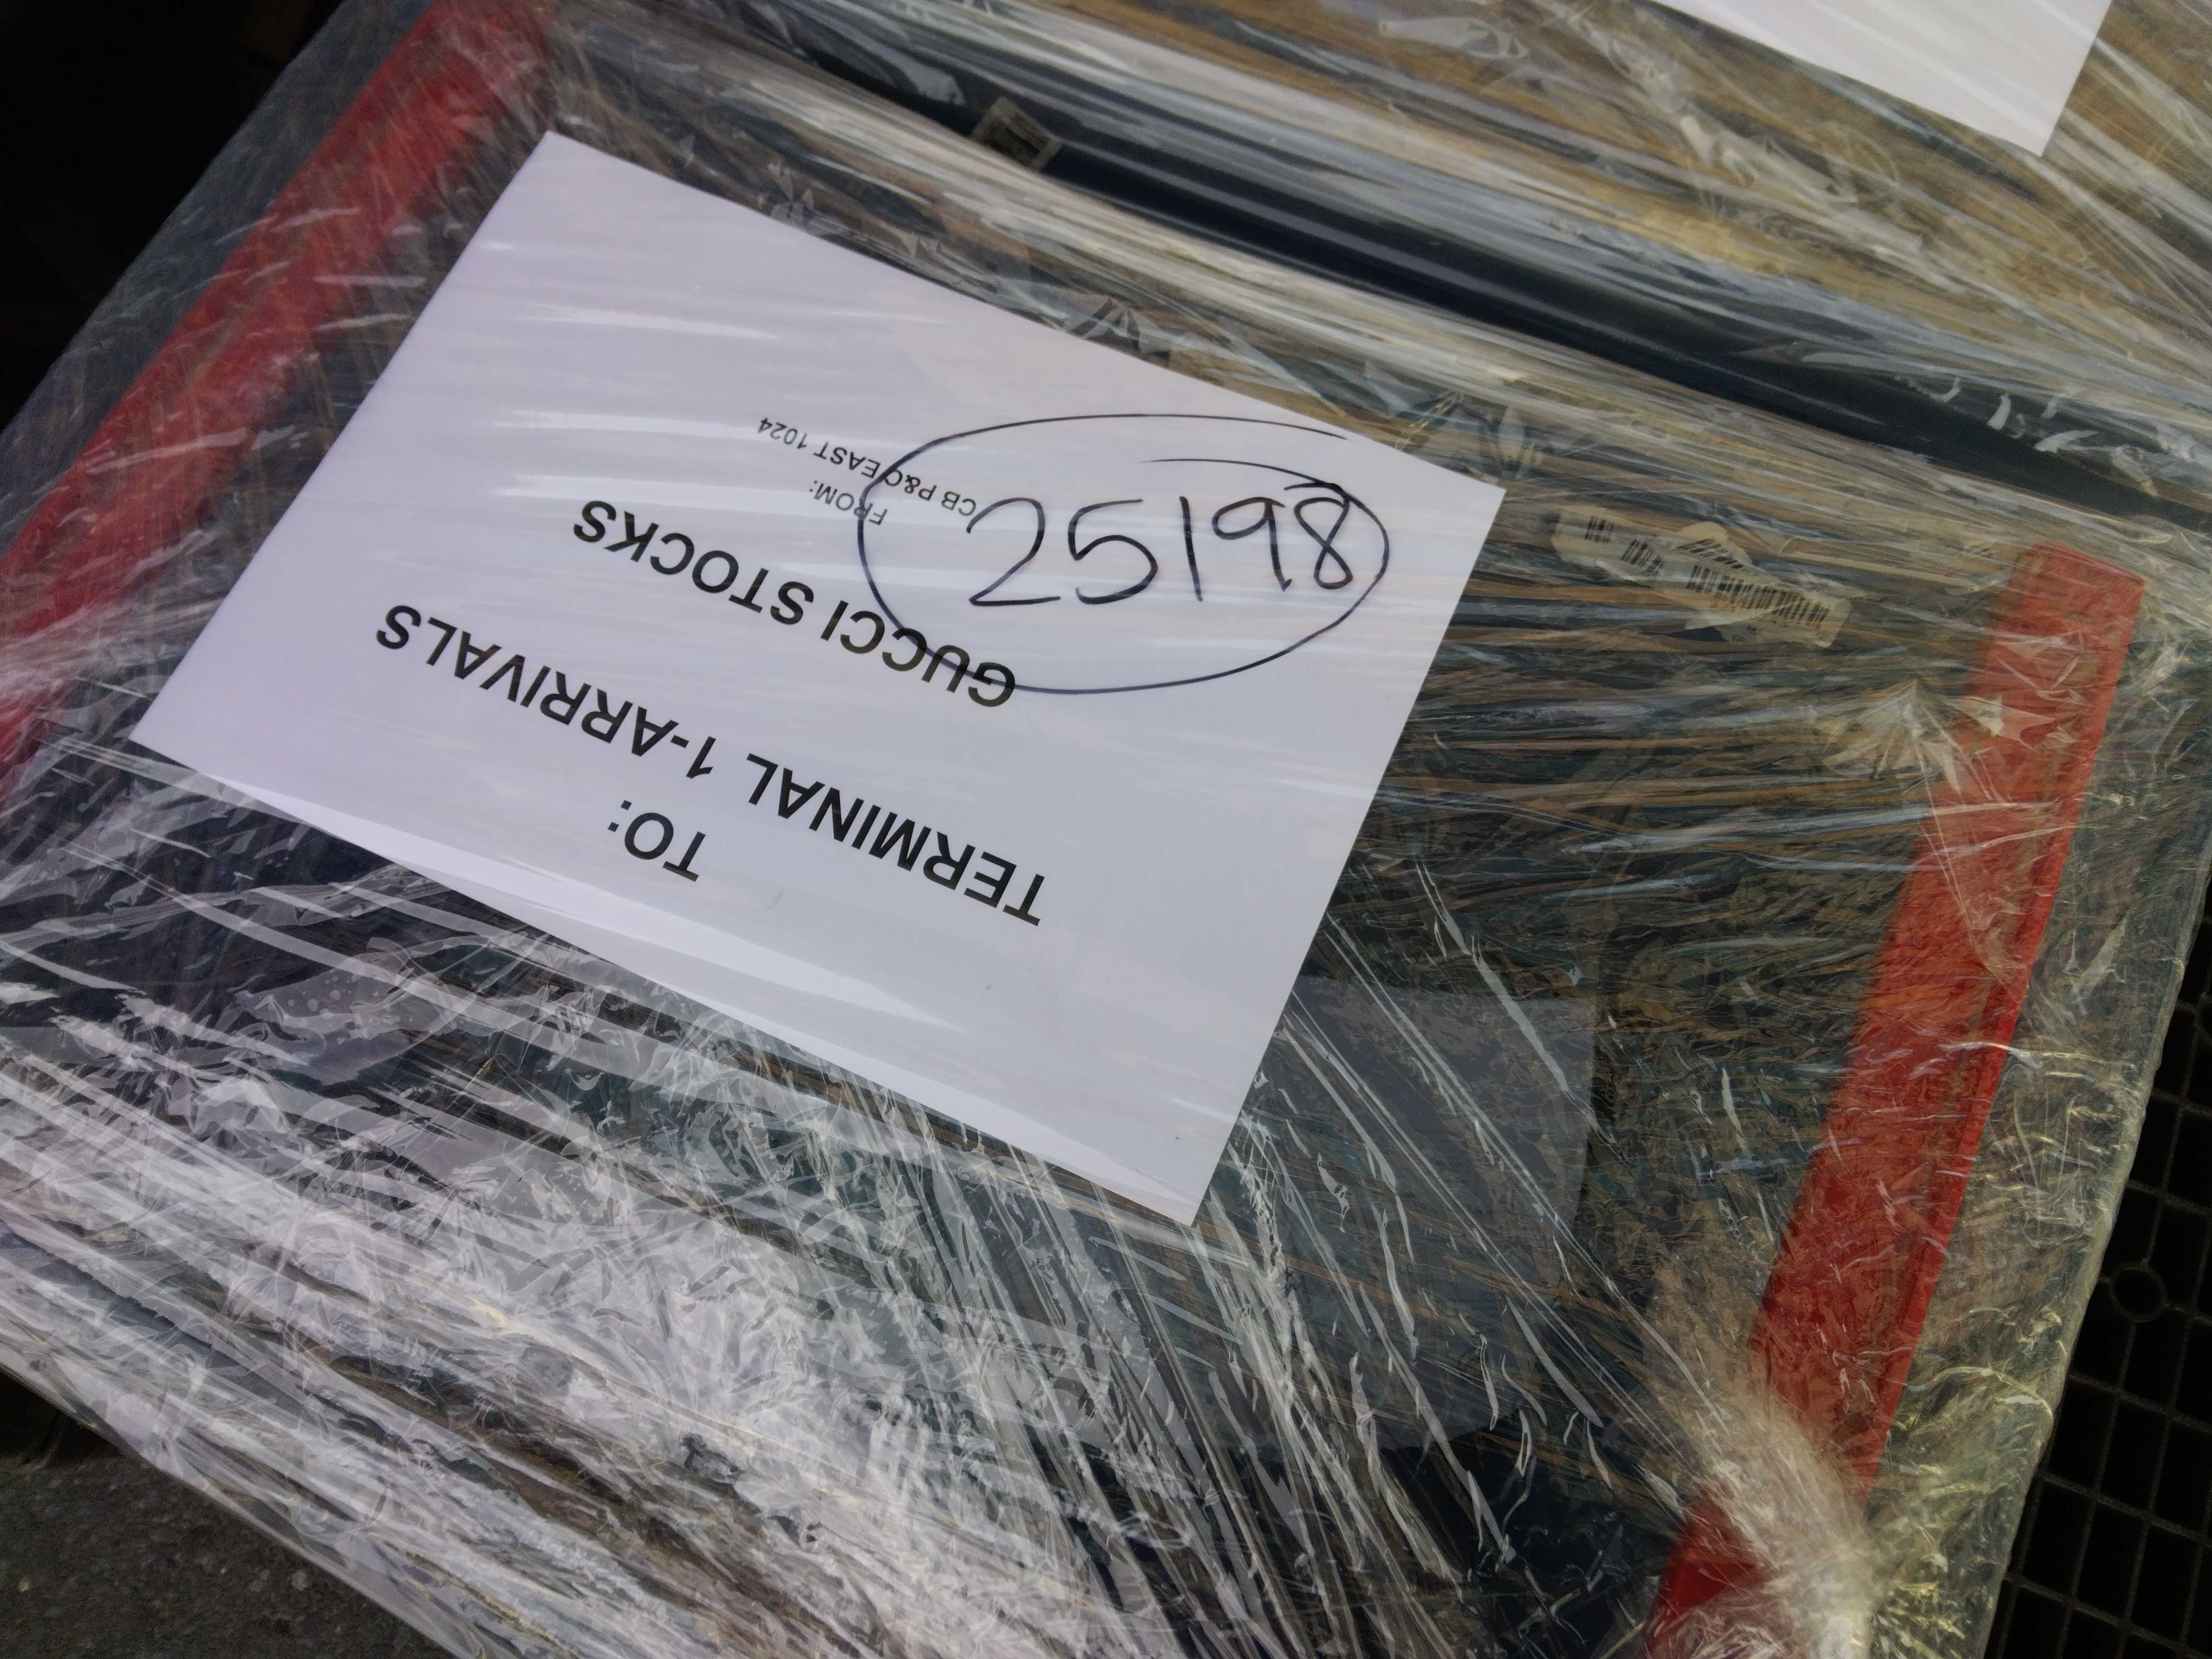 TO:
TERMINAL 1-ARRIVALS
GUCCI STOCKS
FROM:
CB P&C EAST 1024
25198